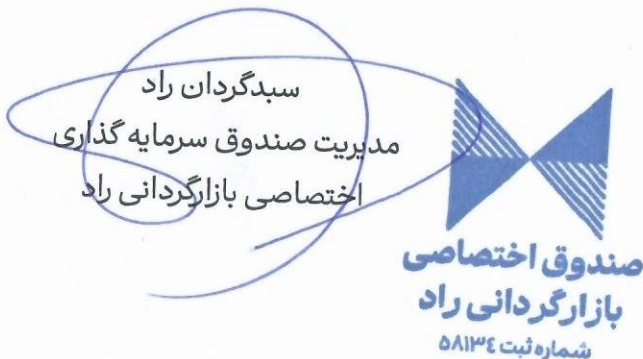 سبدگردان راد
مدیریت صندوق سرمایه گذاری
اختصاصی بازارگردانی راد
صندوق اختصاصی
بازارگردانی راد
شماره ثبت ۵۸۱۳۴